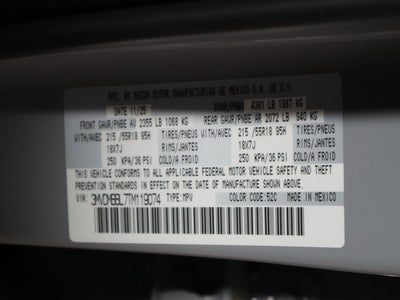 MFD. BY MAZDA MOTOR MANUFACTURING DE MEXICO S.A. DE C.V.
DATE 11/25 GVWR/PNBV 4381 LB 1987 KG
FRONT GAWR/PNBE AV 2355 LB 1068 KG REAR GAWR/PNBE AR 2072 LB 940 KG
WITH/AVEC 215/55R18 95H TIRES/PNEUS WITH/AVEC 215/55R18 95H TIRES/PNEUS
18X7J RIMS/JANTES 18X7J RIMS/JANTES
250 KPA/36 PSI COLD/A FROID 250 KPA/36 PSI COLD/A FROID
THIS VEHICLE CONFORMS TO ALL APPLICABLE FEDERAL MOTOR VEHICLE SAFETY AND THEFT
PREVENTION STANDARDS IN EFFECT ON THE DATE OF MANUFACTURE SHOWN ABOVE.
VIN: 3MVDMBBL7TM119074 TYPE:MPV COLOR CODE: 52C MADE IN MEXICO